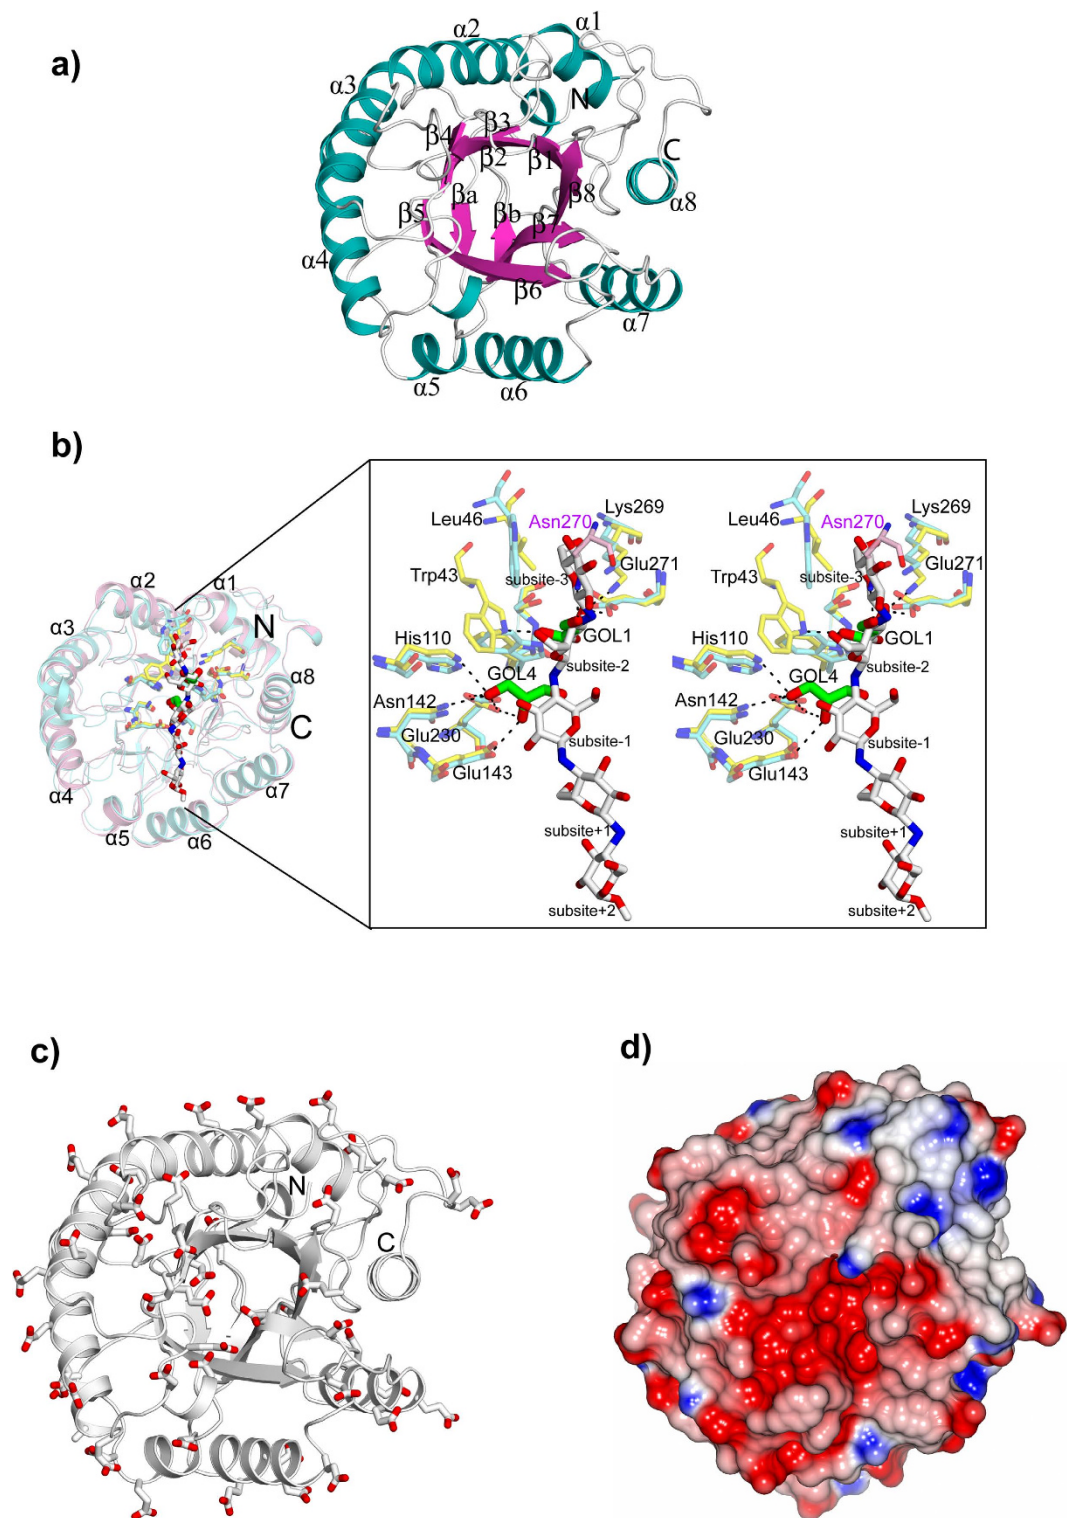 a)
α2
α1
α3
N
β3
β4
β2
β1
C
βa
β8
α8
β5
βb
β7
α4
β6
α7
α5
α6
b)
Leu46
Asn270
Lys269
Trp43
subsite-3
Glu271
His110
GOL1
subsite-2
GOL4
Asn142
Glu230
subsite-1
Glu143
subsite+1
subsite+2
Leu46
Asn270
Lys269
Trp43
subsite-3
Glu271
His110
GOL1
subsite-2
GOL4
Asn142
Glu230
subsite-1
Glu143
subsite+1
subsite+2
α2
α1
N
α3
α8
C
α4
α7
α5
α6
c)
N
C
d)